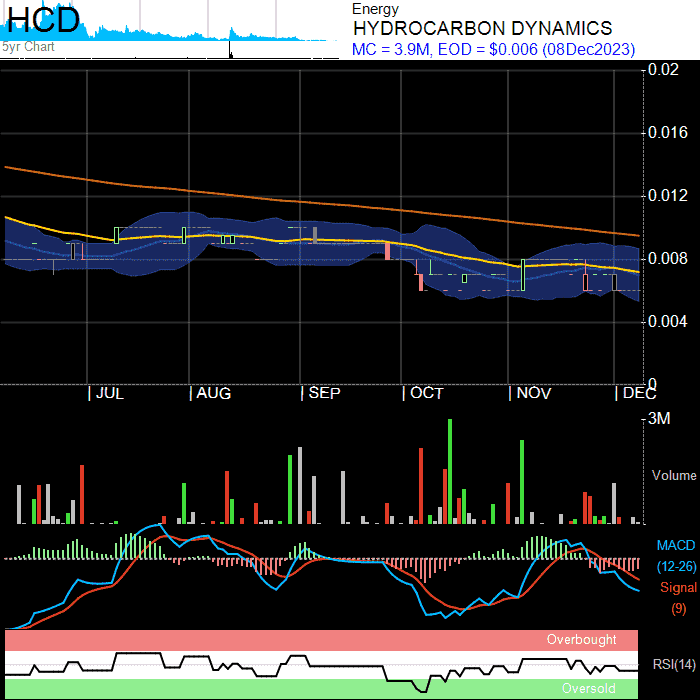 HCD
5yr Chart
Energy
HYDROCARBON DYNAMICS
MC = 3.9M, EOD = $0.006 (08Dec2023)
0.02
0.016
0.012
0.008
0.004
0
JUL AUG SEP OCT NOV DEC
3M
Volume
MACD
(12-26)
Signal
(9)
Overbought
RSI(14)
Oversold